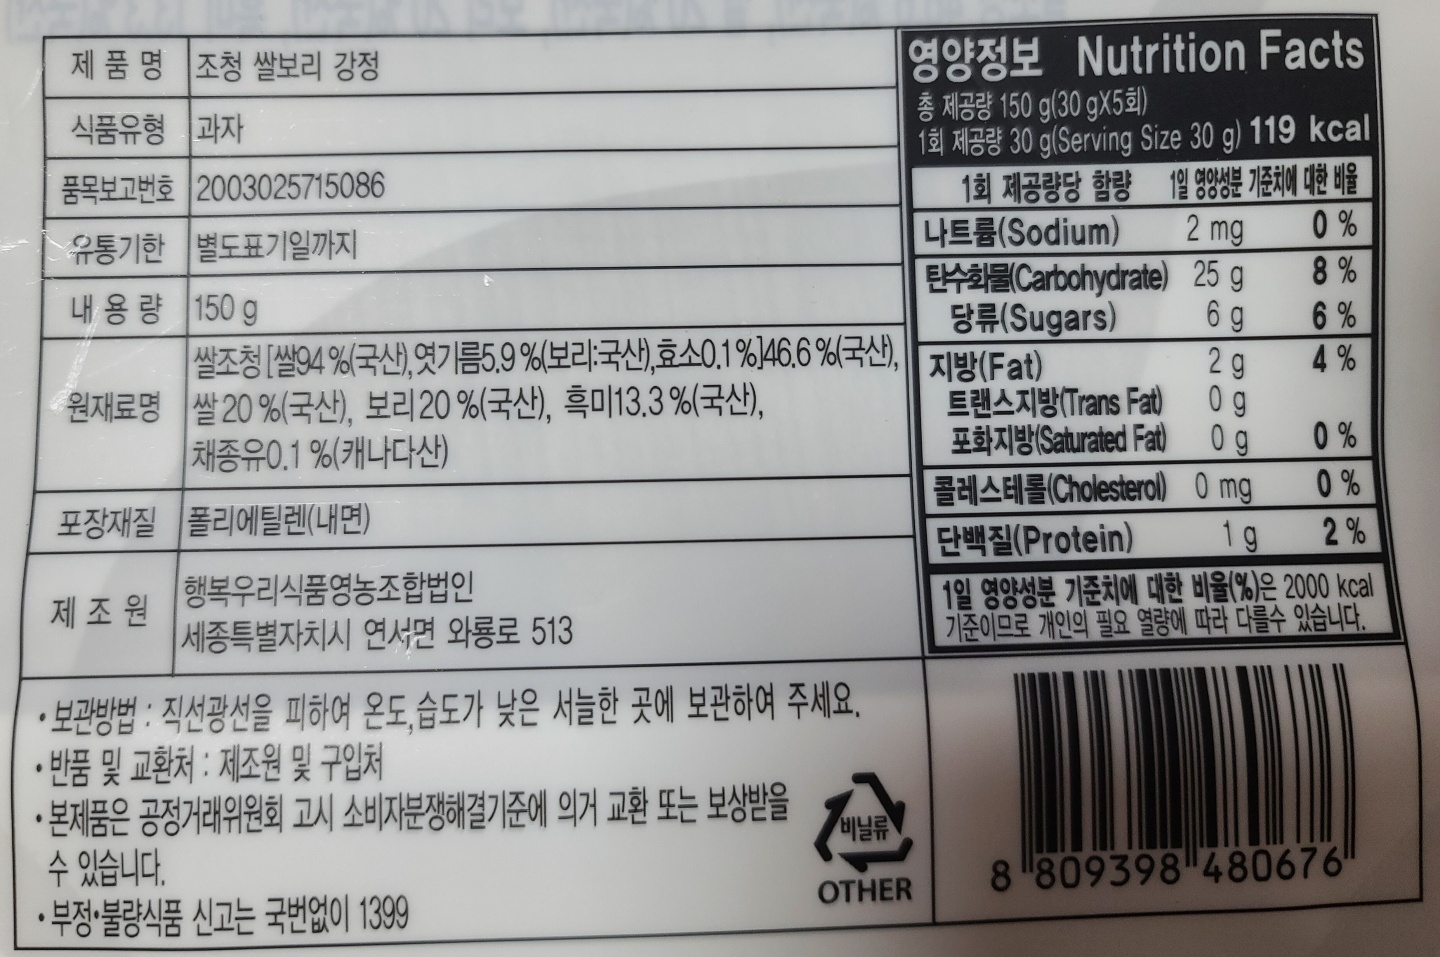 제 품 명 조청 쌀보리 강정
식품유형 과자
품목보고번호 2003025715086
유통기한 별도표기일까지
내 용 량 150 g
원재료명 쌀조청 [쌀94 %(국산), 엿기름5.9 %(보리:국산), 효소0.1 %]46.6 %(국산),
쌀 20 %(국산), 보리 20 %(국산), 흑미13.3 %(국산),
채종유0.1 %(캐나다산)
포장재질 폴리에틸렌(내면)
제 조 원 행복우리식품영농조합법인
세종특별자치시 연서면 와룡로 513
• 보관방법 : 직선광선을 피하여 온도, 습도가 낮은 서늘한 곳에 보관하여 주세요.
• 반품 및 교환처 : 제조원 및 구입처
• 본제품은 공정거래위원회 고시 소비자분쟁해결기준에 의거 교환 또는 보상받을
수 있습니다.
• 부정•불량식품 신고는 국번없이 1399
비닐류
OTHER
영양정보 Nutrition Facts
총 제공량 150 g(30 gX5회)
1회 제공량 30 g(Serving Size 30 g) 119 kcal
1회 제공량당 함량 1일 영양성분 기준치에 대한 비율
나트륨(Sodium) 2 mg 0 %
탄수화물(Carbohydrate) 25 g 8 %
당류(Sugars) 6 g 6 %
지방(Fat) 2 g 4 %
트랜스지방(Trans Fat) 0 g
포화지방(Saturated Fat) 0 g 0 %
콜레스테롤(Cholesterol) 0 mg 0 %
단백질(Protein) 1 g 2 %
1일 영양성분 기준치에 대한 비율(%)은 2000 kcal
기준이므로 개인의 필요 열량에 따라 다를수 있습니다.
8 809398 480676